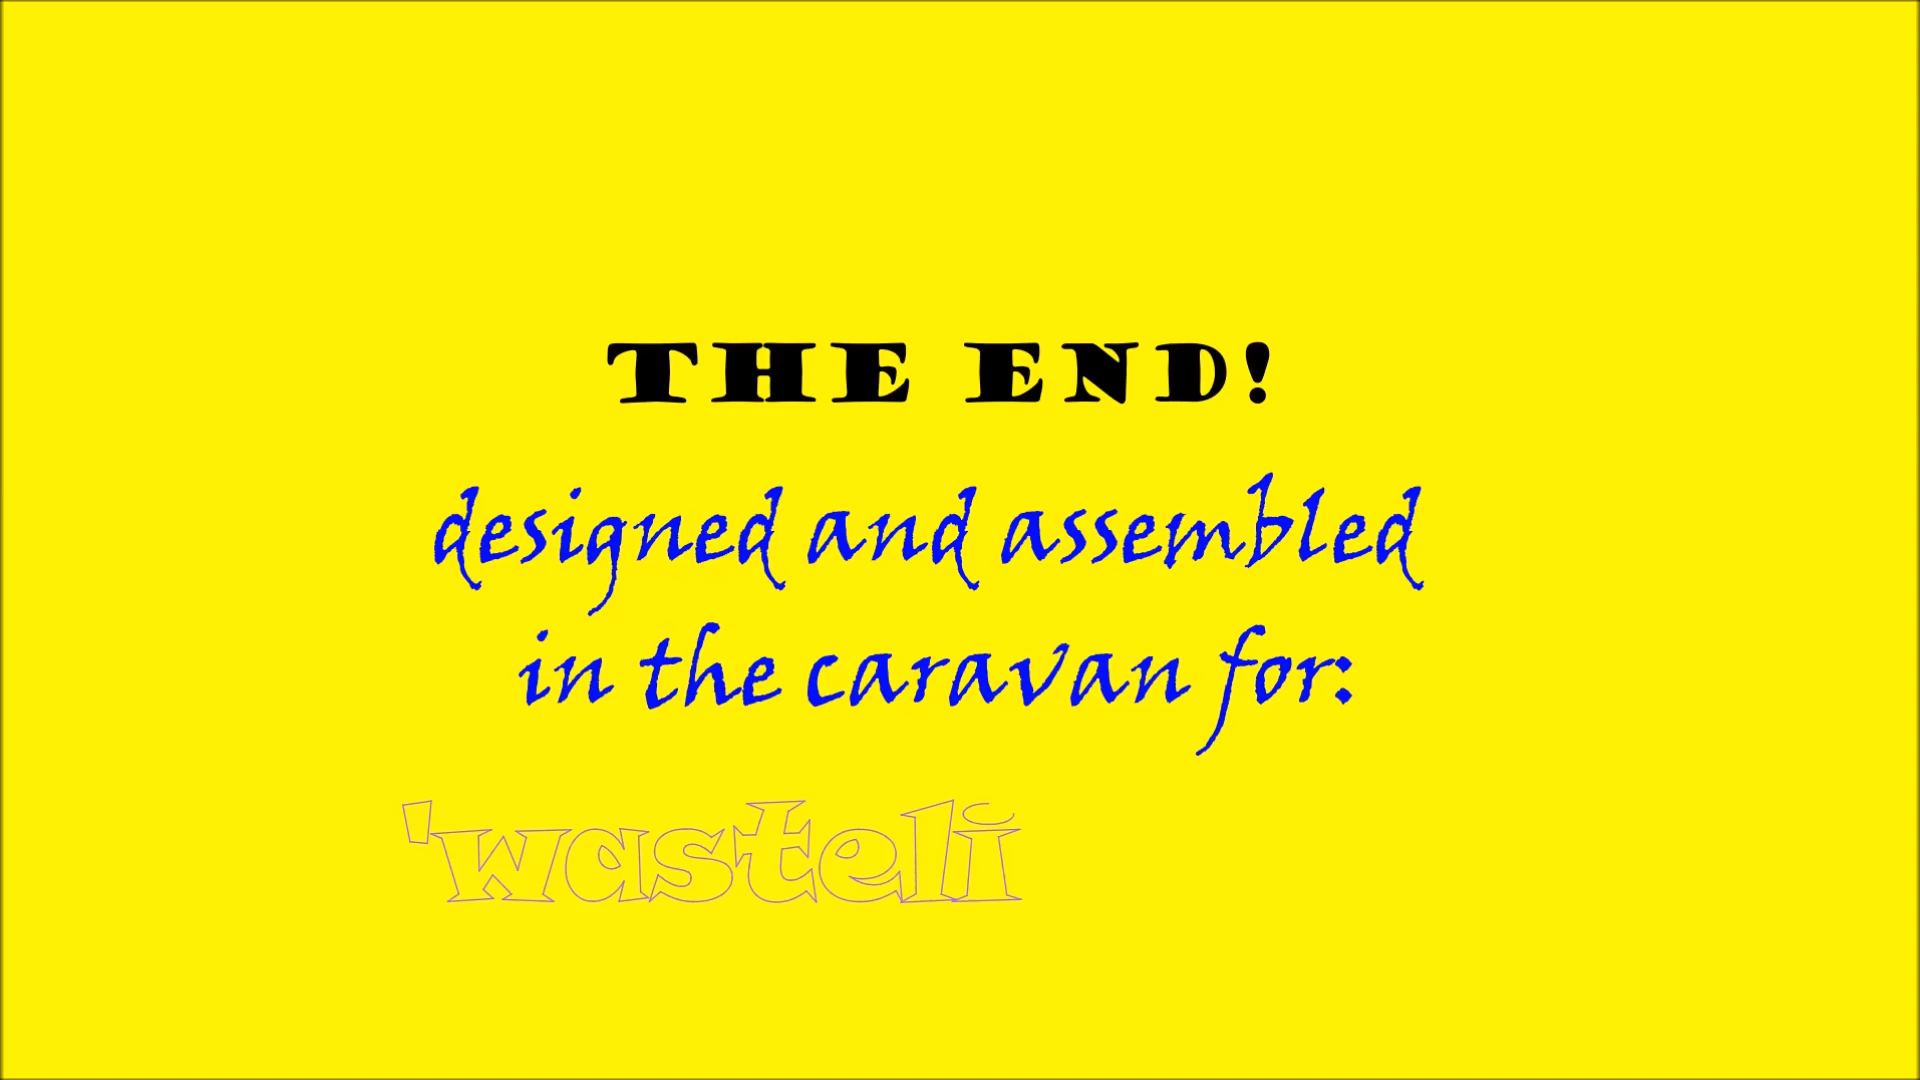 THE END!
designed and assembled
in the caravan for:
'wasteli